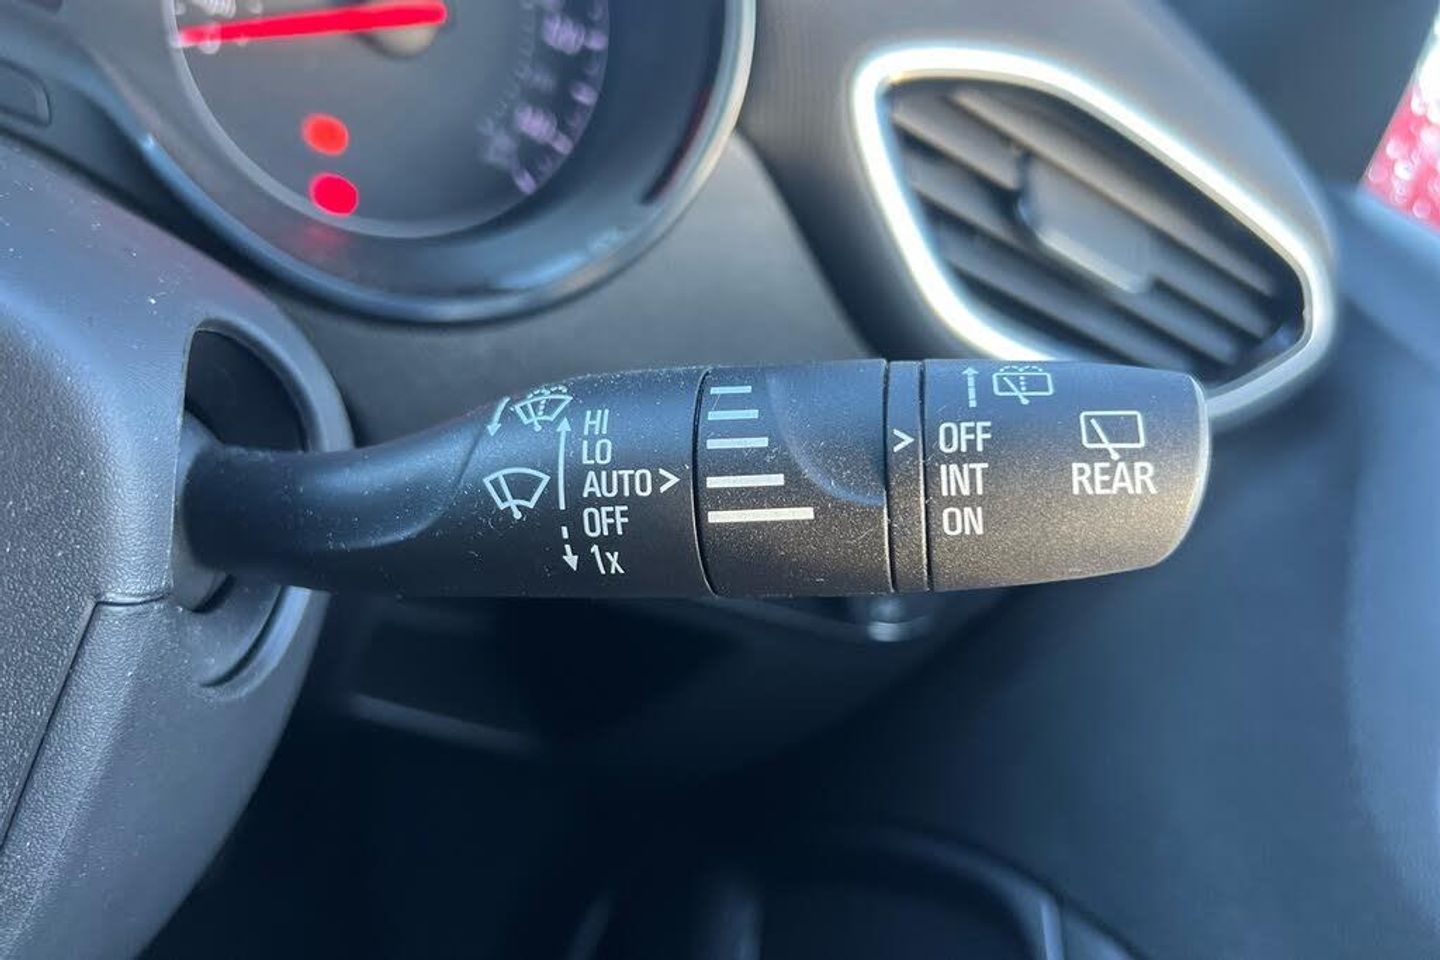 HI
LO
AUTO >
OFF
1x
> OFF
INT
ON
REAR